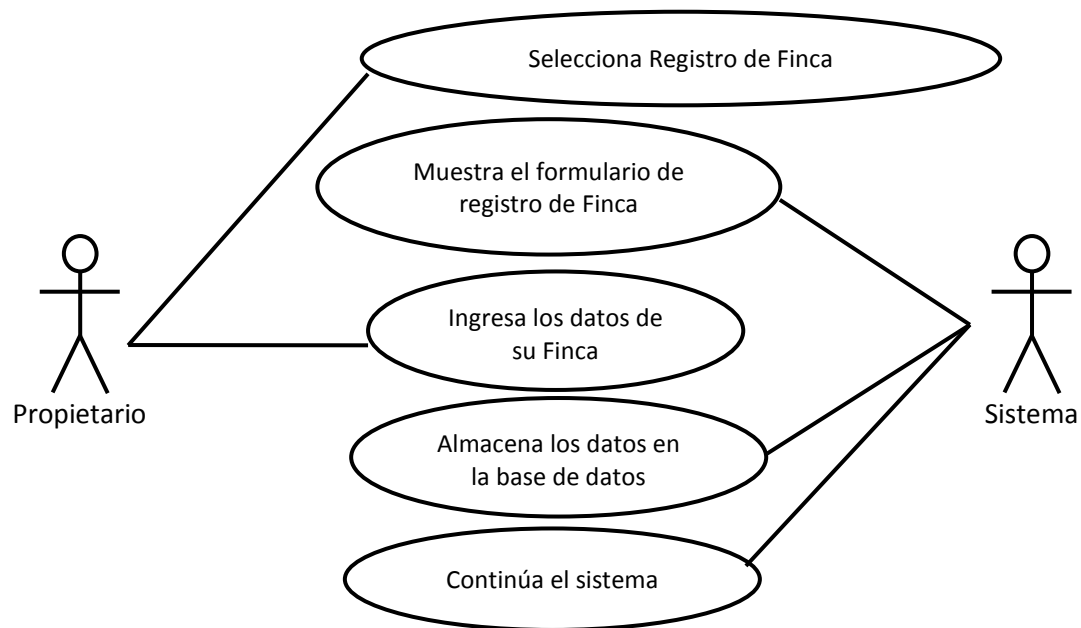 Selecciona Registro de Finca
Muestra el formulario de
registro de Finca
Ingresa los datos de
su Finca
Propietario
Sistema
Almacena los datos en
la base de datos
Continúa el sistema